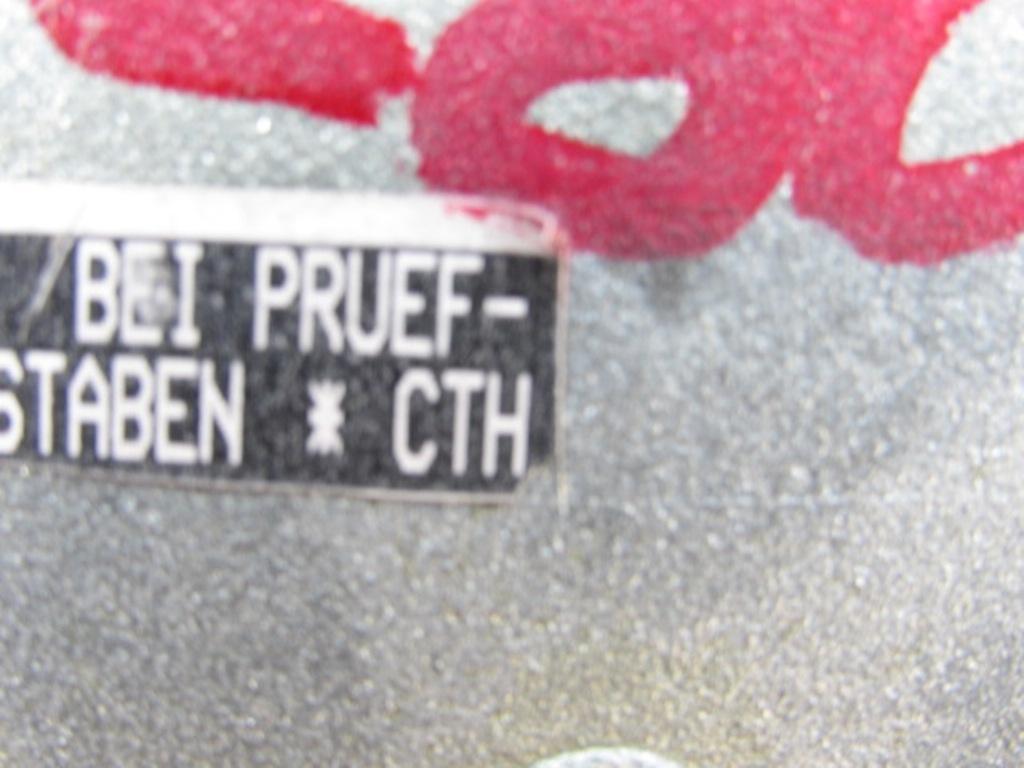 BEI PRUEF-
STABEN * CTH